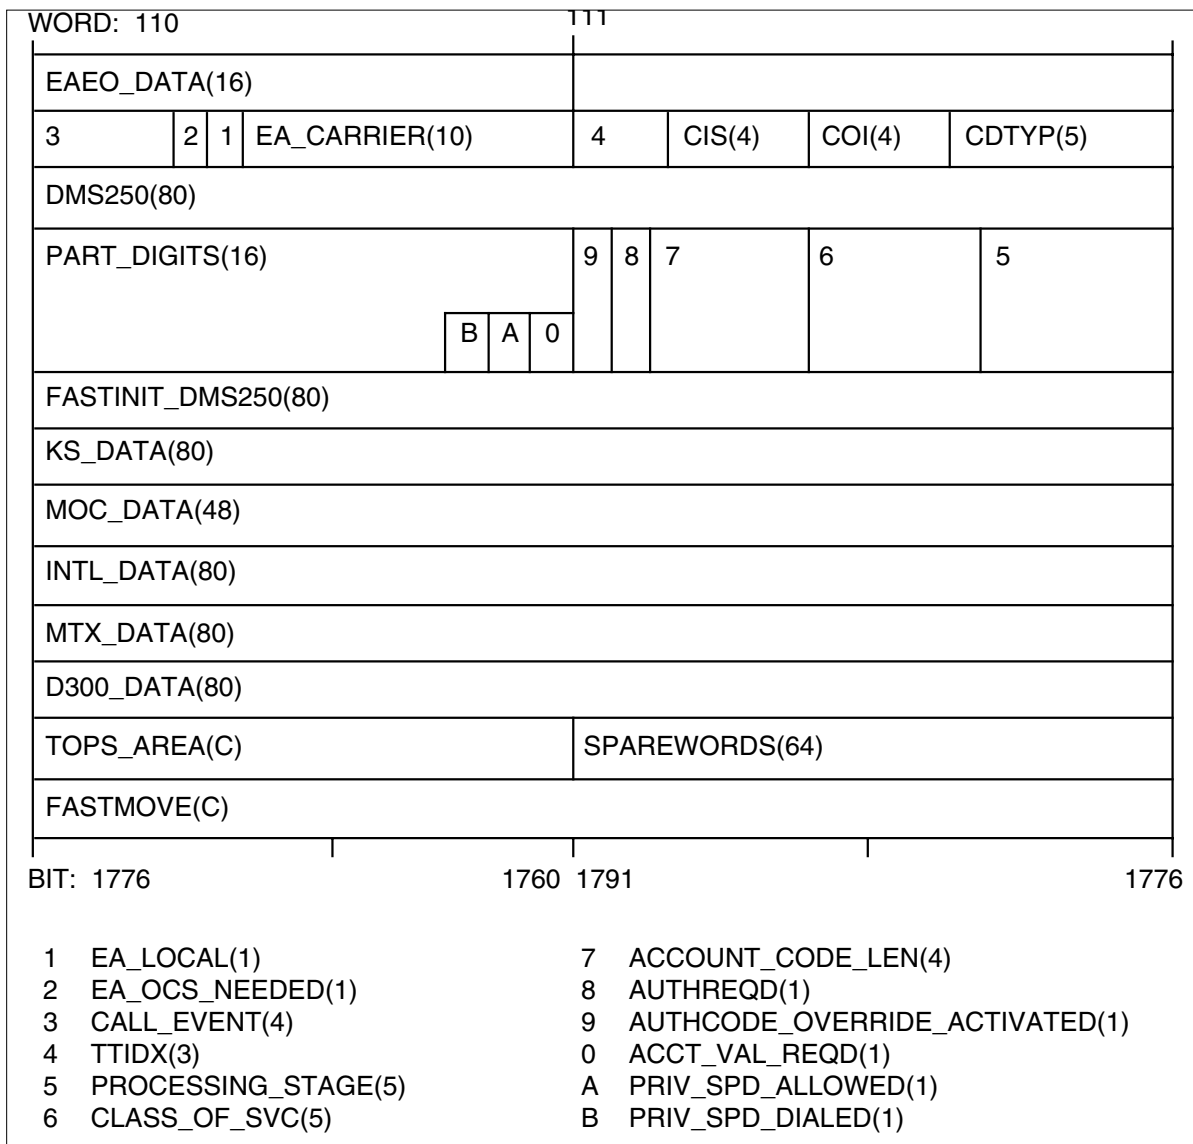 WORD: 110 111
EAEO_DATA(16)
3 2 1 EA_CARRIER(10) 4 CIS(4) COI(4) CDTYP(5)
DMS250(80)
PART_DIGITS(16) 9 8 7 6 5
B A 0
FASTINIT_DMS250(80)
KS_DATA(80)
MOC_DATA(48)
INTL_DATA(80)
MTX_DATA(80)
D300_DATA(80)
TOPS_AREA(C) SPAREWORDS(64)
FASTMOVE(C)
BIT: 1776 1760 1791 1776
1 EA_LOCAL(1)
2 EA_OCS_NEEDED(1)
3 CALL_EVENT(4)
4 TTIDX(3)
5 PROCESSING_STAGE(5)
6 CLASS_OF_SVC(5)
7 ACCOUNT_CODE_LEN(4)
8 AUTHREQD(1)
9 AUTHCODE_OVERRIDE_ACTIVATED(1)
0 ACCT_VAL_REQD(1)
A PRIV_SPD_ALLOWED(1)
B PRIV_SPD_DIALED(1)